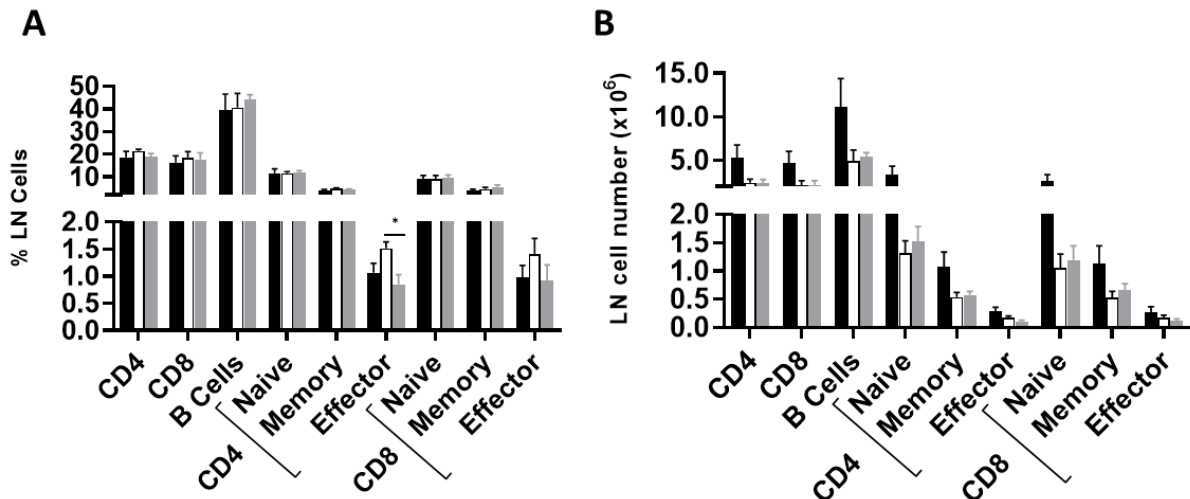 A
% LN Cells
50
40
30
20
10
2.0
1.5
1.0
0.5
0.0
*
CD4
CD8
B Cells
Naive
Memory
Effector
Naive
Memory
Effector
CD4
CD8
B
LN cell number (x10⁶)
15.0
10.0
5.0
2.0
1.5
1.0
0.5
0.0
CD4
CD8
B Cells
Naive
Memory
Effector
Naive
Memory
Effector
CD4
CD8